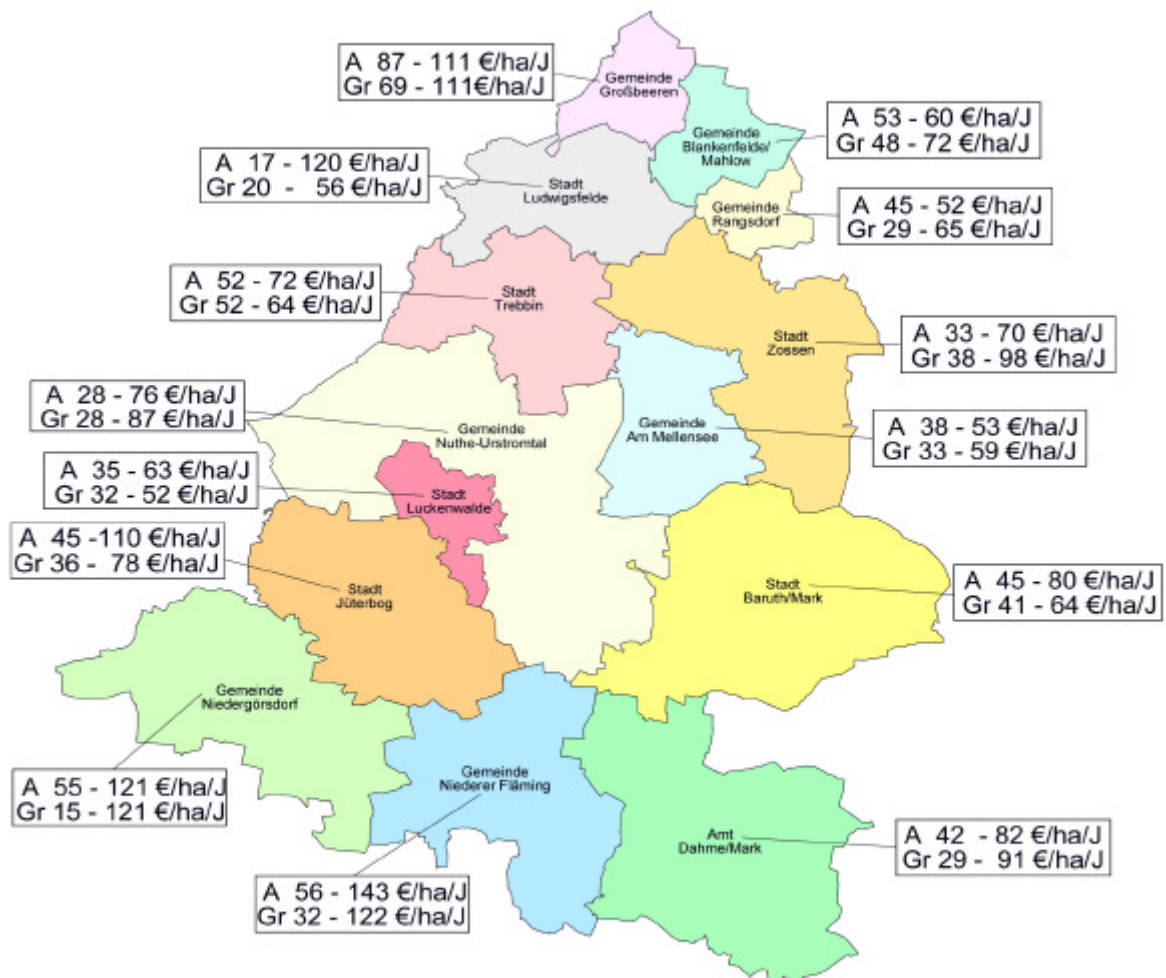 A 87 - 111 €/ha/J
Gr 69 - 111€/ha/J
Gemeinde
Großbeeren
A 53 - 60 €/ha/J
Gr 48 - 72 €/ha/J
Gemeinde
Blankenfelde/
Mahlow
A 17 - 120 €/ha/J
Gr 20 - 56 €/ha/J
Stadt
Ludwigsfelde
Gemeinde
Rangsdorf
A 45 - 52 €/ha/J
Gr 29 - 65 €/ha/J
A 52 - 72 €/ha/J
Gr 52 - 64 €/ha/J
Stadt
Trebbin
Stadt
Zossen
A 33 - 70 €/ha/J
Gr 38 - 98 €/ha/J
A 28 - 76 €/ha/J
Gr 28 - 87 €/ha/J
Gemeinde
Nuthe-Urstromtal
Gemeinde
Am Mellensee
A 38 - 53 €/ha/J
Gr 33 - 59 €/ha/J
A 35 - 63 €/ha/J
Gr 32 - 52 €/ha/J
Stadt
Luckenwalde
A 45 -110 €/ha/J
Gr 36 - 78 €/ha/J
Stadt
Jüterbog
Stadt
Baruth/Mark
A 45 - 80 €/ha/J
Gr 41 - 64 €/ha/J
Gemeinde
Niedergörsdorf
A 55 - 121 €/ha/J
Gr 15 - 121 €/ha/J
Gemeinde
Niederer Fläming
A 56 - 143 €/ha/J
Gr 32 - 122 €/ha/J
Amt
Dahme/Mark
A 42 - 82 €/ha/J
Gr 29 - 91 €/ha/J